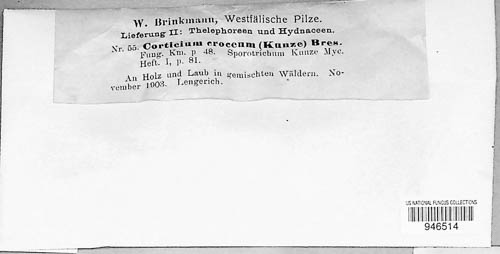 W. Brinkmann, Westfälische Pilze.
Lieferung II: Thelephoreen und Hydnaceen.
Nr. 55. Corticium croceum (Kunze) Bres.
Fung. Km. p 48. Sporotrichum Kunze Myc.
Heft. I, p. 81.
An Holz und Laub in gemischten Wäldern. No-
vember 1903. Lengerich.
US NATIONAL FUNGUS COLLECTIONS
946514